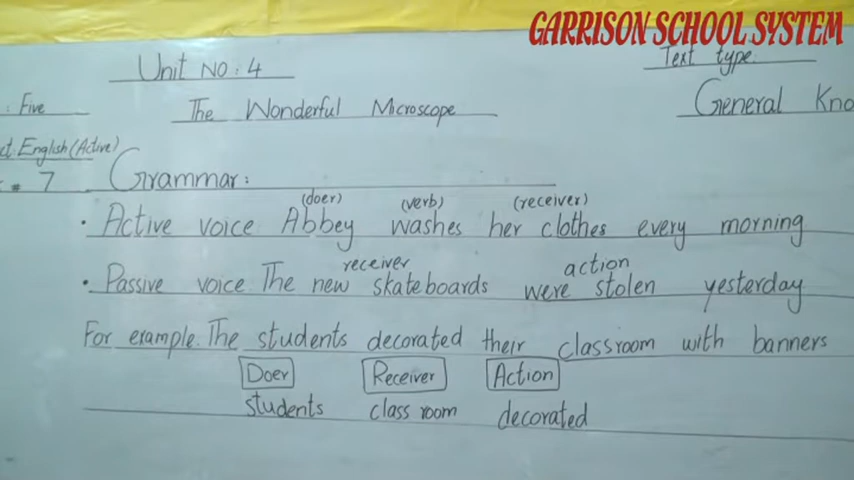 GARRISON SCHOOL SYSTEM
Unit NO: 4
Text type
: Five
The Wonderful Microscope
General Kno
ct. English (Active)
7
Grammar:
(doer) (verb) (receiver)
• Active voice Abbey washes her clothes every morning
receiver action
• Passive voice The new skateboards were stolen yesterday
For example. The students decorated their classroom with banners
Doer Receiver Action
students class room decorated